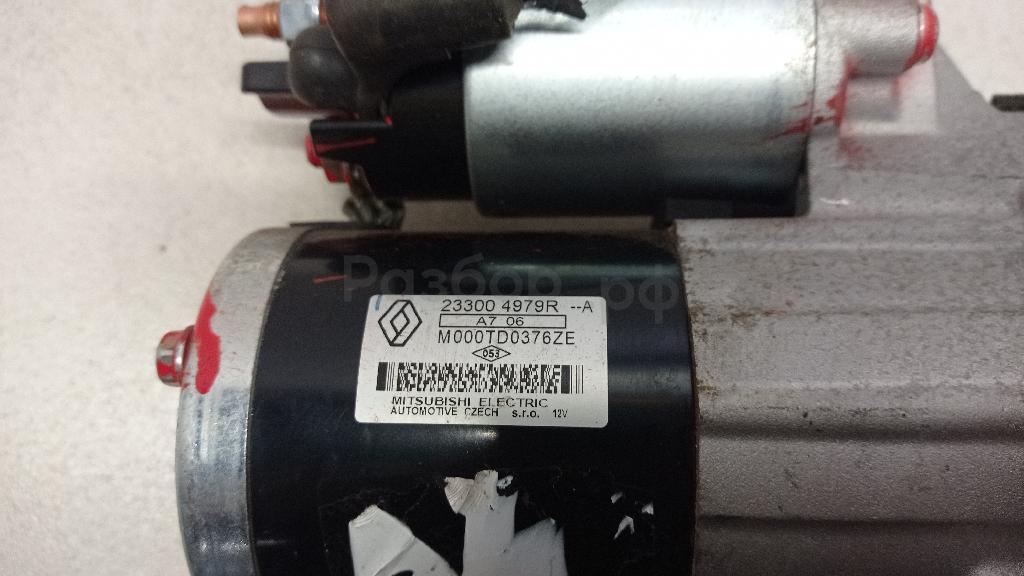 Разбор.рф
23300 4979R --A
A7 06
M000TD0376ZE
053
MITSUBISHI ELECTRIC
AUTOMOTIVE CZECH s.r.o. 12V